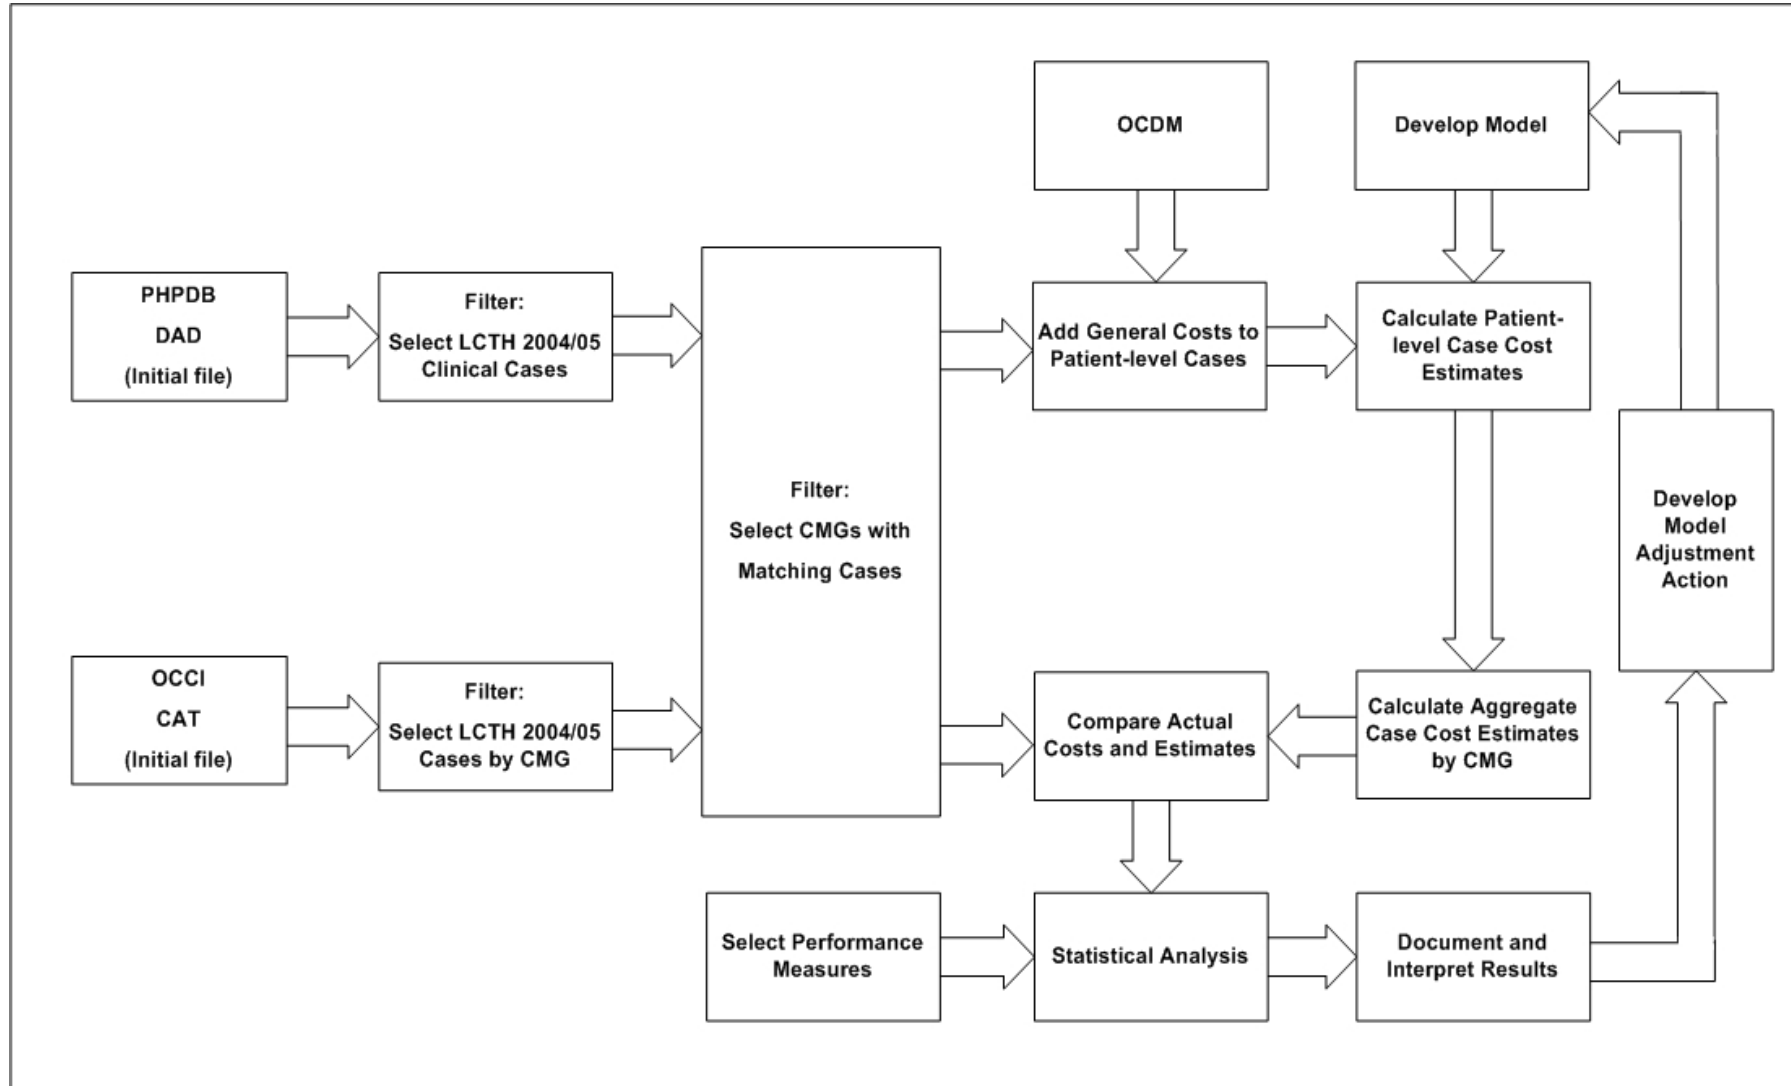 OCDM
Develop Model
PHPDB
DAD
(Initial file)
Filter:
Select LCTH 2004/05
Clinical Cases
Filter:
Select CMGs with
Matching Cases
Add General Costs to
Patient-level Cases
Calculate Patient-
level Case Cost
Estimates
Develop
Model
Adjustment
Action
OCCI
CAT
(Initial file)
Filter:
Select LCTH 2004/05
Cases by CMG
Compare Actual
Costs and Estimates
Calculate Aggregate
Case Cost Estimates
by CMG
Select Performance
Measures
Statistical Analysis
Document and
Interpret Results